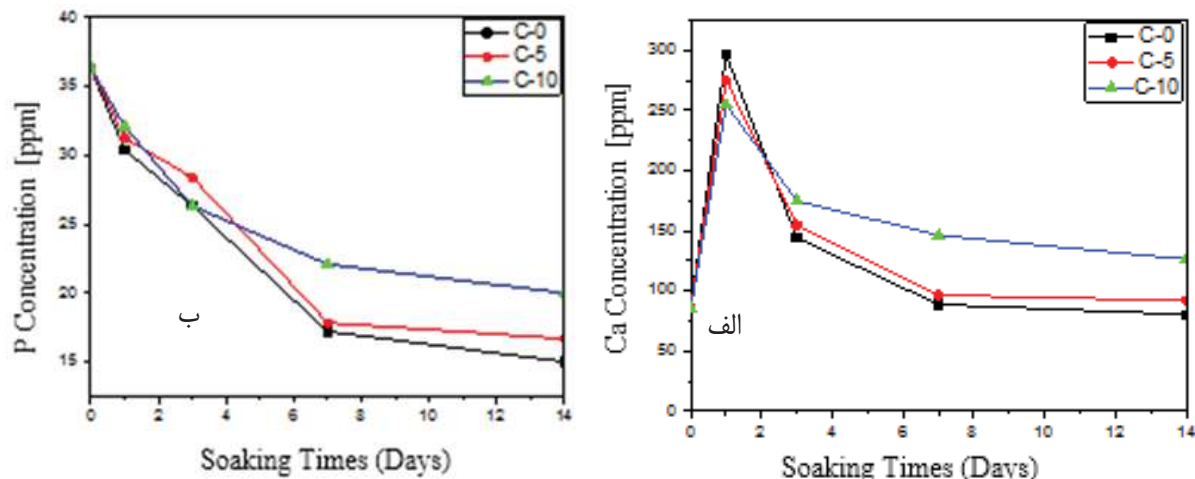 P Concentration [ppm]
40
35
30
25
20
15
C-0
C-5
C-10
ب
0 2 4 6 8 10 12 14
Soaking Times (Days)
Ca Concentration [ppm]
300
250
200
150
100
50
0
C-0
C-5
C-10
الف
0 2 4 6 8 10 12 14
Soaking Times (Days)